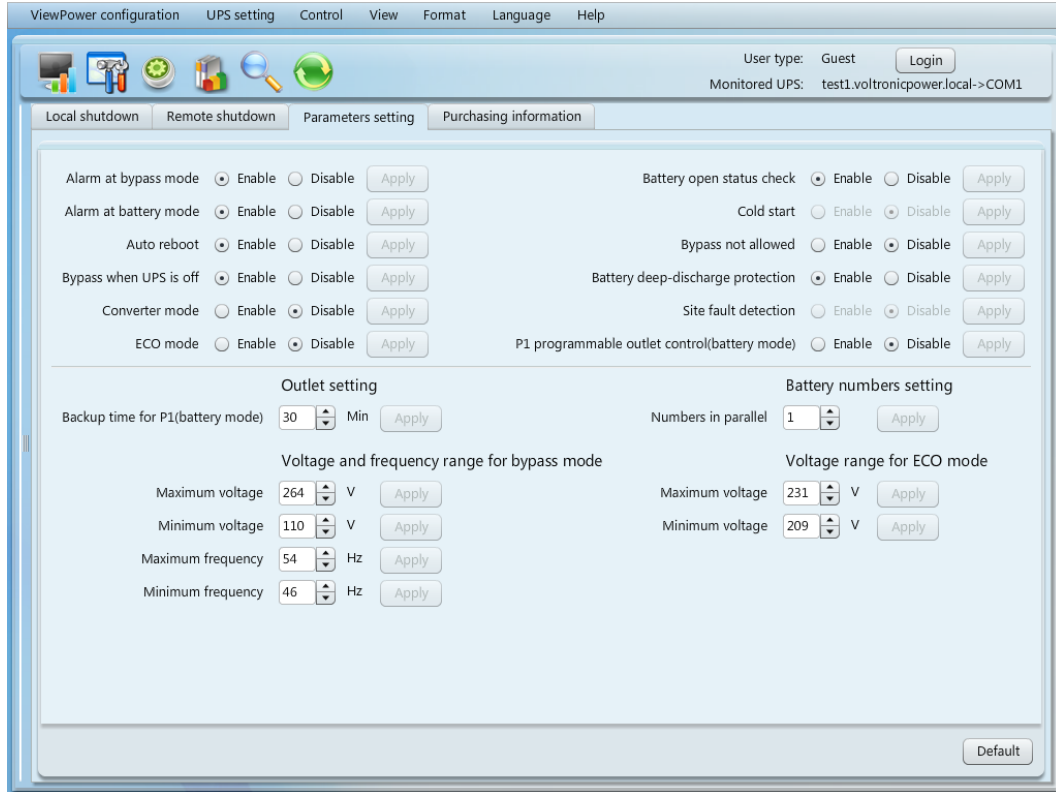 ViewPower configuration UPS setting Control View Format Language Help
User type: Guest Login
Monitored UPS: test1.voltronicpower.local->COM1
Local shutdown Remote shutdown Parameters setting Purchasing information
Alarm at bypass mode Enable Disable Apply Battery open status check Enable Disable Apply
Alarm at battery mode Enable Disable Apply Cold start Enable Disable Apply
Auto reboot Enable Disable Apply Bypass not allowed Enable Disable Apply
Bypass when UPS is off Enable Disable Apply Battery deep-discharge protection Enable Disable Apply
Converter mode Enable Disable Apply Site fault detection Enable Disable Apply
ECO mode Enable Disable Apply P1 programmable outlet control(battery mode) Enable Disable Apply
Outlet setting Battery numbers setting
Backup time for P1(battery mode) 30 Min Apply Numbers in parallel 1 Apply
Voltage and frequency range for bypass mode Voltage range for ECO mode
Maximum voltage 264 V Apply Maximum voltage 231 V Apply
Minimum voltage 110 V Apply Minimum voltage 209 V Apply
Maximum frequency 54 Hz Apply
Minimum frequency 46 Hz Apply
Default